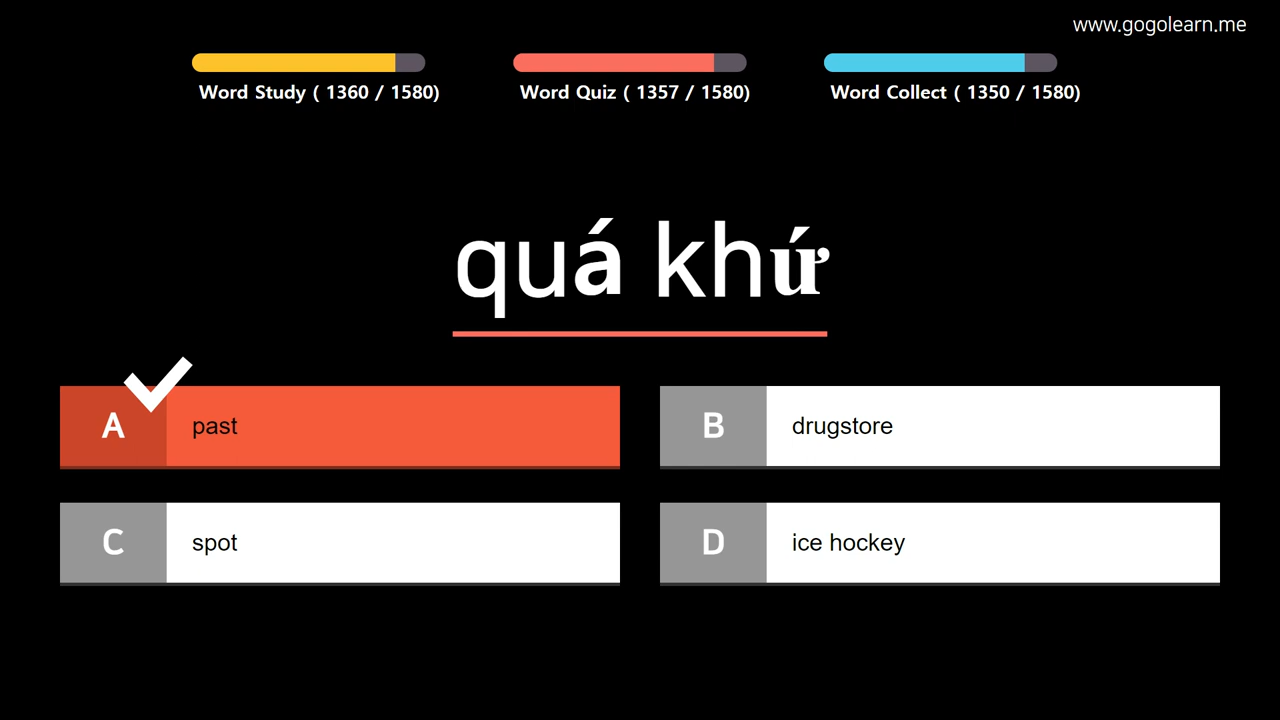 www.gogolearn.me
Word Study ( 1360 / 1580)
Word Quiz ( 1357 / 1580)
Word Collect ( 1350 / 1580)
quá khứ
A past
B drugstore
C spot
D ice hockey